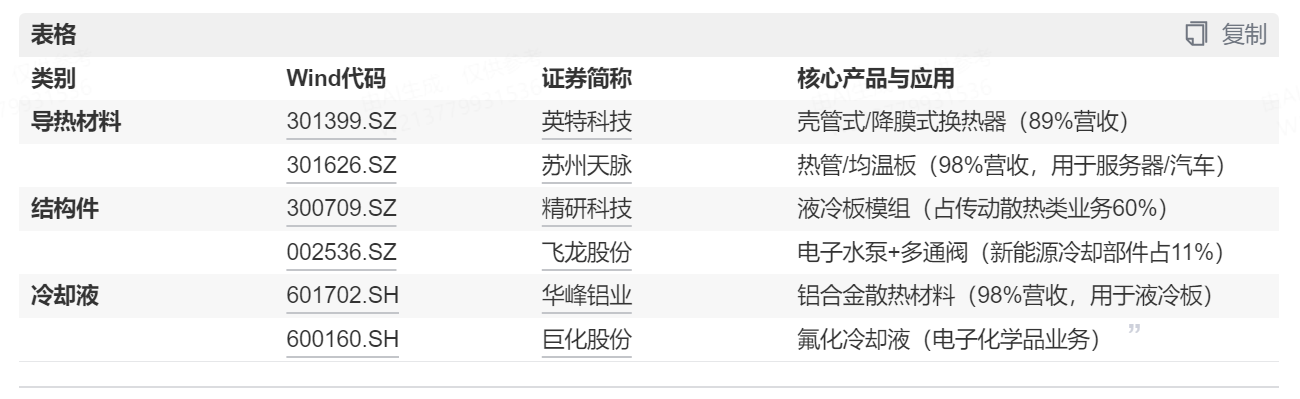 表格 复制
类别 Wind代码 证券简称 核心产品与应用
导热材料 301399.SZ 英特科技 壳管式/降膜式换热器（89%营收）
301626.SZ 苏州天脉 热管/均温板（98%营收，用于服务器/汽车）
结构件 300709.SZ 精研科技 液冷板模组（占传动散热类业务60%）
002536.SZ 飞龙股份 电子水泵+多通阀（新能源冷却部件占11%）
冷却液 601702.SH 华峰铝业 铝合金散热材料（98%营收，用于液冷板）
600160.SH 巨化股份 氟化冷却液（电子化学品业务） ”